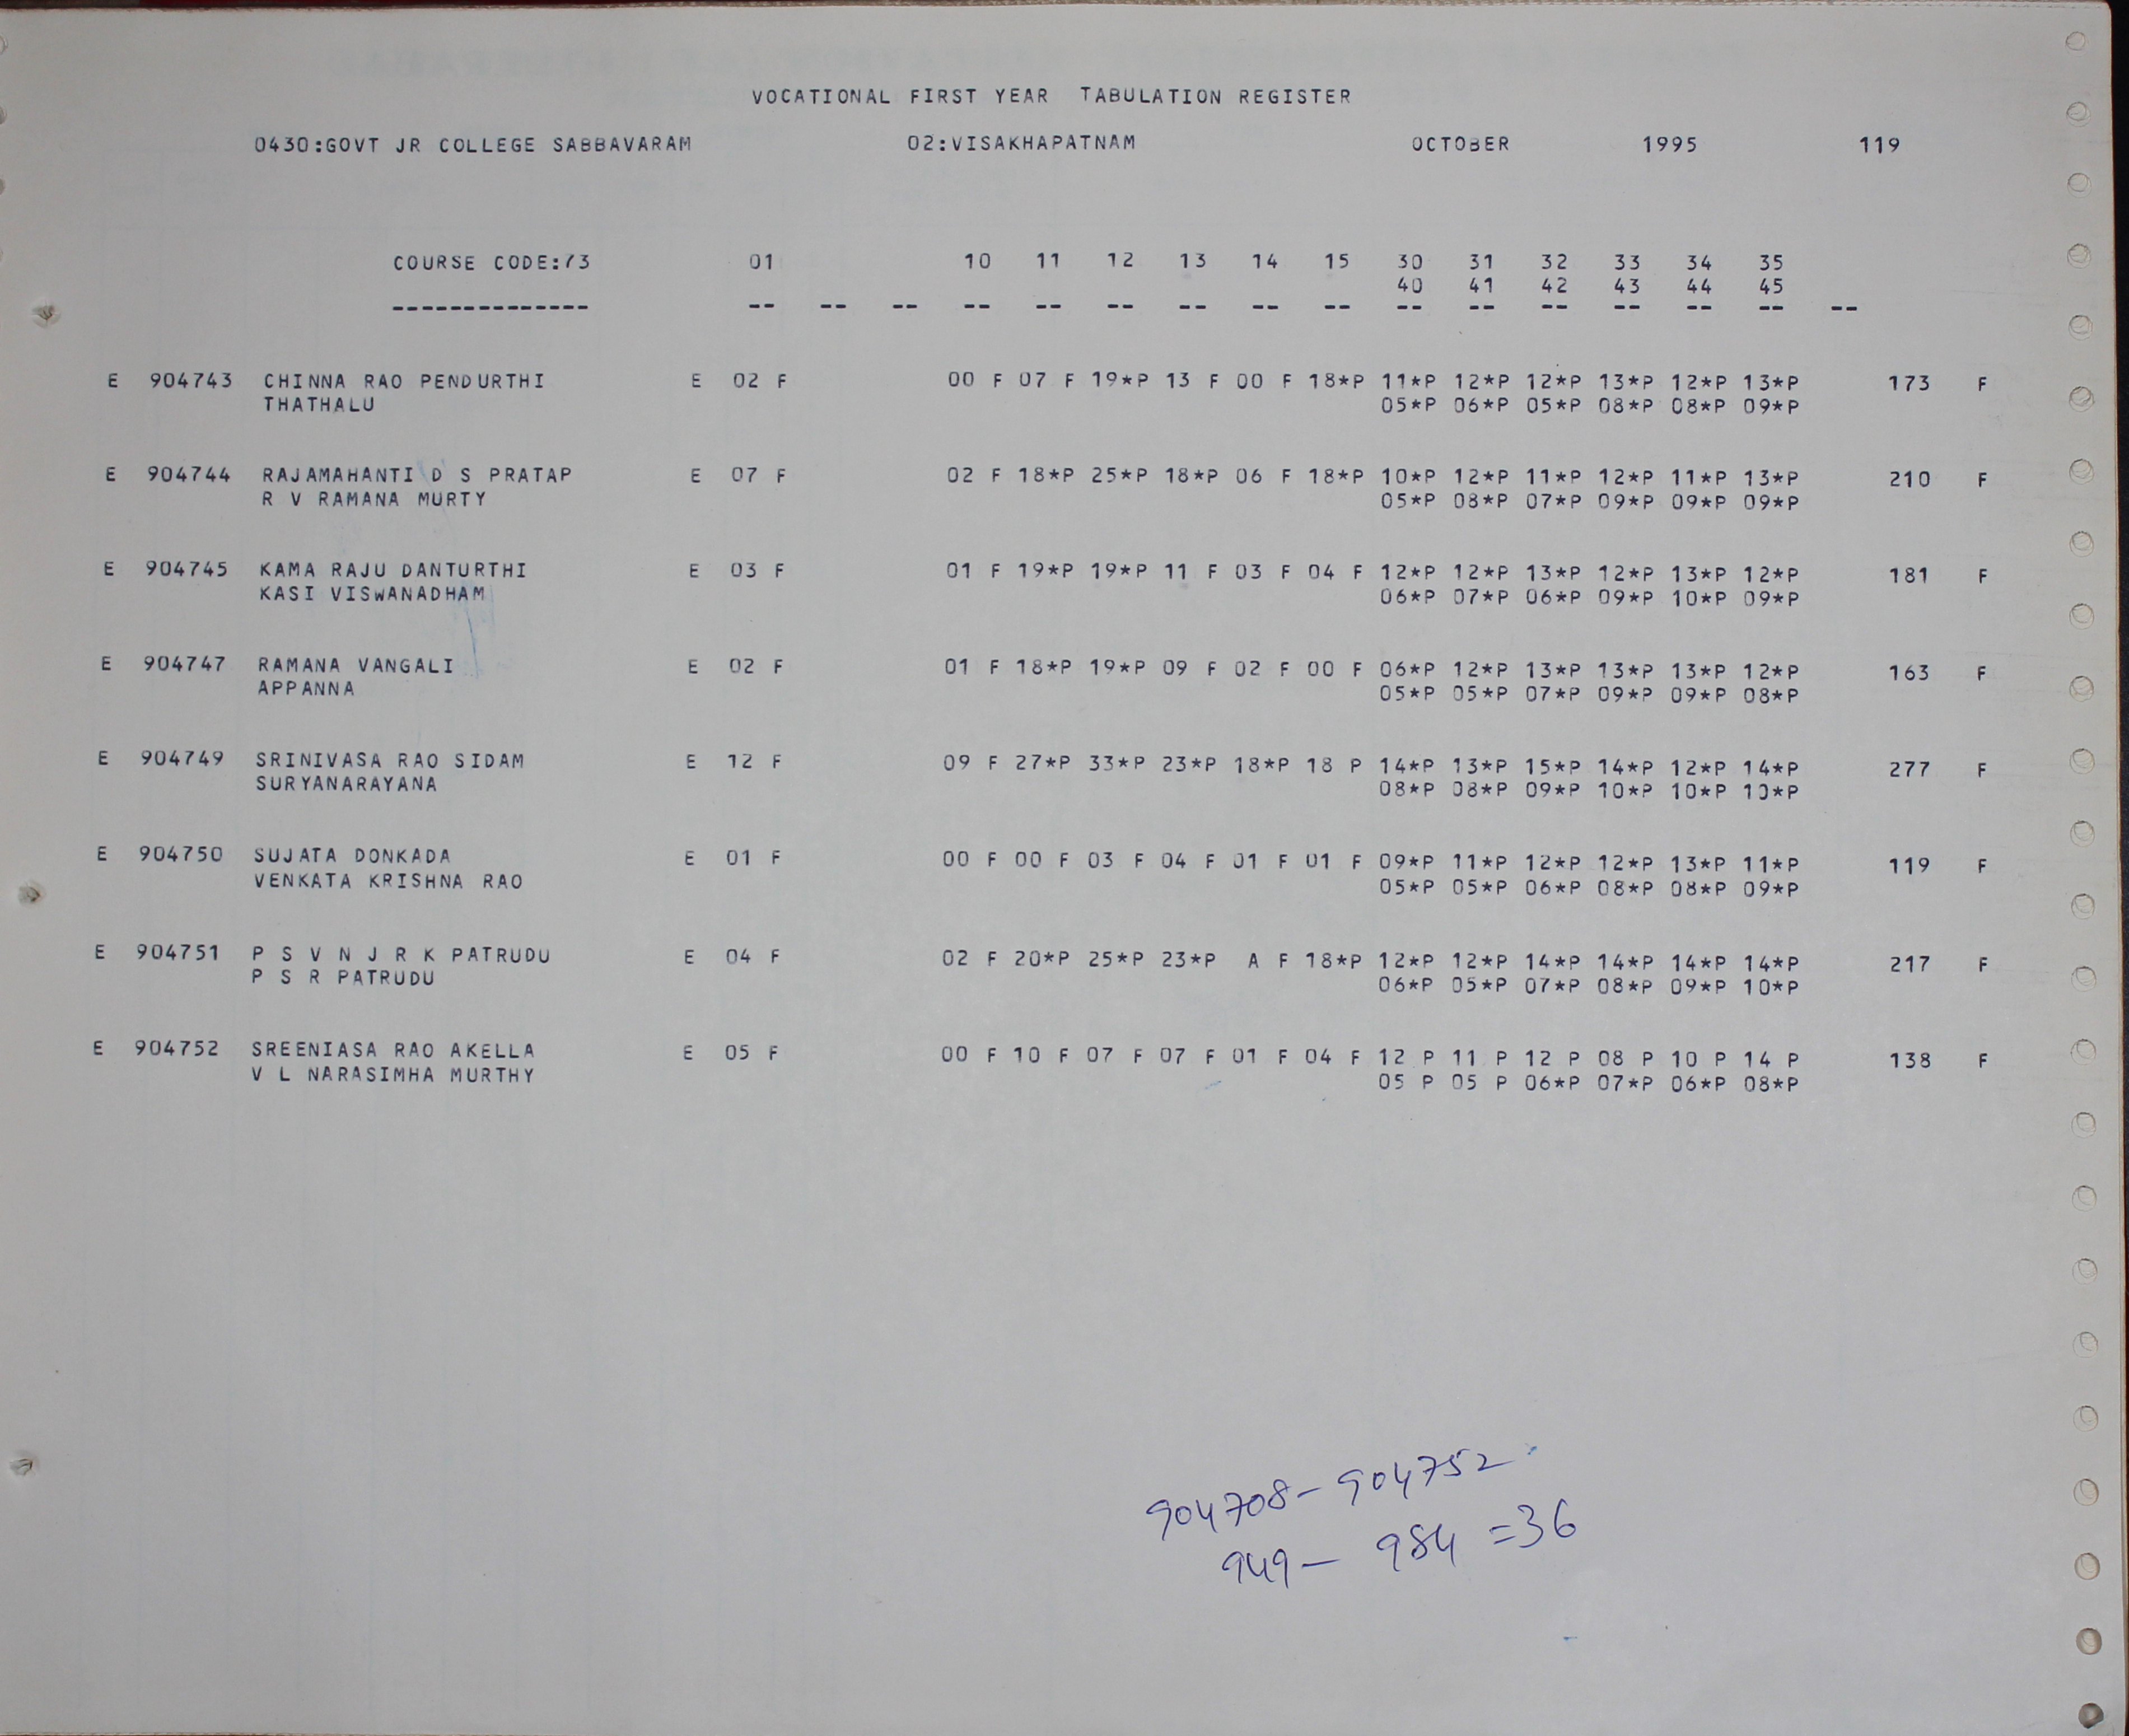 VOCATIONAL FIRST YEAR TABULATION REGISTER
0430:GOVT JR COLLEGE SABBAVARAM 02:VISAKHAPATNAM OCTOBER 1995 119
COURSE CODE:73 01 10 11 12 13 14 15 30 31 32 33 34 35
40 41 42 43 44 45
-------------- -- -- -- -- -- -- -- -- -- -- -- -- -- -- -- --
E 904743 CHINNA RAO PENDURTHI E 02 F 00 F 07 F 19*P 13 F 00 F 18*P 11*P 12*P 12*P 13*P 12*P 13*P 173 F
THATHALU 05*P 06*P 05*P 08*P 08*P 09*P
E 904744 RAJAMAHANTI D S PRATAP E 07 F 02 F 18*P 25*P 18*P 06 F 18*P 10*P 12*P 11*P 12*P 11*P 13*P 210 F
R V RAMANA MURTY 05*P 08*P 07*P 09*P 09*P 09*P
E 904745 KAMA RAJU DANTURTHI E 03 F 01 F 19*P 19*P 11 F 03 F 04 F 12*P 12*P 13*P 12*P 13*P 12*P 181 F
KASI VISWANADHAM 06*P 07*P 06*P 09*P 10*P 09*P
E 904747 RAMANA VANGALI E 02 F 01 F 18*P 19*P 09 F 02 F 00 F 06*P 12*P 13*P 13*P 13*P 12*P 163 F
APPANNA 05*P 05*P 07*P 09*P 09*P 08*P
E 904749 SRINIVASA RAO SIDAM E 12 F 09 F 27*P 33*P 23*P 18*P 18 P 14*P 13*P 15*P 14*P 12*P 14*P 277 F
SURYANARAYANA 08*P 08*P 09*P 10*P 10*P 10*P
E 904750 SUJATA DONKADA E 01 F 00 F 00 F 03 F 04 F 01 F 01 F 09*P 11*P 12*P 12*P 13*P 11*P 119 F
VENKATA KRISHNA RAO 05*P 05*P 06*P 08*P 08*P 09*P
E 904751 P S V N J R K PATRUDU E 04 F 02 F 20*P 25*P 23*P A F 18*P 12*P 12*P 14*P 14*P 14*P 14*P 217 F
P S R PATRUDU 06*P 05*P 07*P 08*P 09*P 10*P
E 904752 SREENIASA RAO AKELLA E 05 F 00 F 10 F 07 F 07 F 01 F 04 F 12 P 11 P 12 P 08 P 10 P 14 P 138 F
V L NARASIMHA MURTHY 05 P 05 P 06*P 07*P 06*P 08*P
904708-904752
949- 984 =36